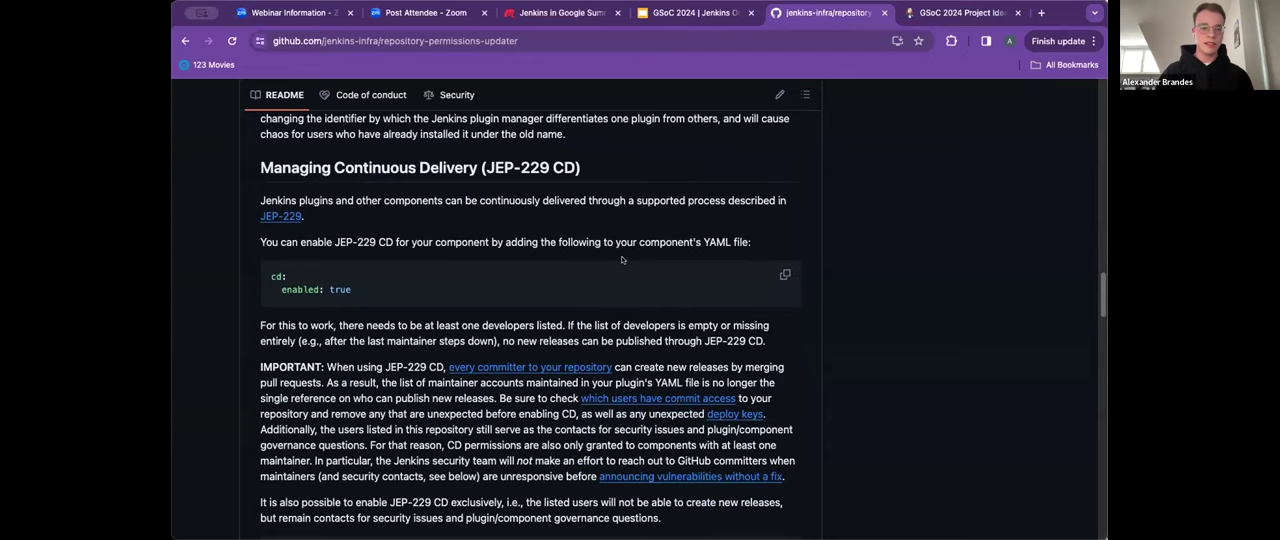 Webinar Information - Z
Post Attendee - Zoom
Jenkins in Google Sum
GSoC 2024 | Jenkins O
jenkins-infra/repository
GSoC 2024 Project Ide
github.com/jenkins-infra/repository-permissions-updater
A
Finish update
123 Movies
All Bookmarks
Alexander Brandes
README
Code of conduct
Security
changing the identifier by which the Jenkins plugin manager differentiates one plugin from others, and will cause
chaos for users who have already installed it under the old name.
Managing Continuous Delivery (JEP-229 CD)
Jenkins plugins and other components can be continuously delivered through a supported process described in
JEP-229.
You can enable JEP-229 CD for your component by adding the following to your component's YAML file:
cd:
enabled: true
For this to work, there needs to be at least one developers listed. If the list of developers is empty or missing
entirely (e.g., after the last maintainer steps down), no new releases can be published through JEP-229 CD.
IMPORTANT: When using JEP-229 CD, every committer to your repository can create new releases by merging
pull requests. As a result, the list of maintainer accounts maintained in your plugin's YAML file is no longer the
single reference on who can publish new releases. Be sure to check which users have commit access to your
repository and remove any that are unexpected before enabling CD, as well as any unexpected deploy keys.
Additionally, the users listed in this repository still serve as the contacts for security issues and plugin/component
governance questions. For that reason, CD permissions are also only granted to components with at least one
maintainer. In particular, the Jenkins security team will not make an effort to reach out to GitHub committers when
maintainers (and security contacts, see below) are unresponsive before announcing vulnerabilities without a fix.
It is also possible to enable JEP-229 CD exclusively, i.e., the listed users will not be able to create new releases,
but remain contacts for security issues and plugin/component governance questions.